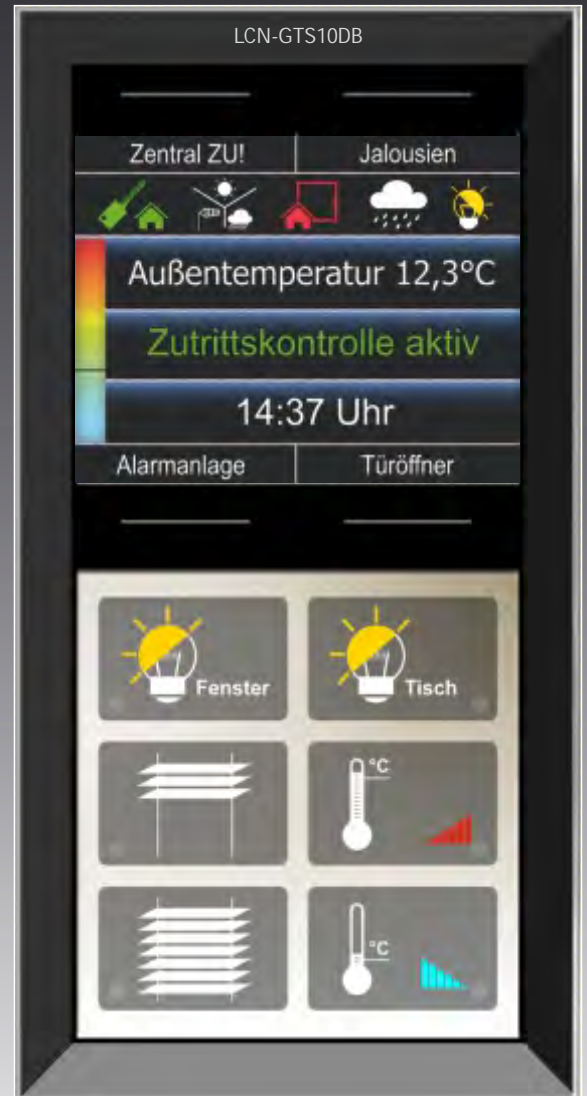 LCN-GTS10DB
Zentral ZU! Jalousien
Außentemperatur 12,3°C
Zutrittskontrolle aktiv
14:37 Uhr
Alarmanlage Türöffner
Fenster Tisch
°C
°C